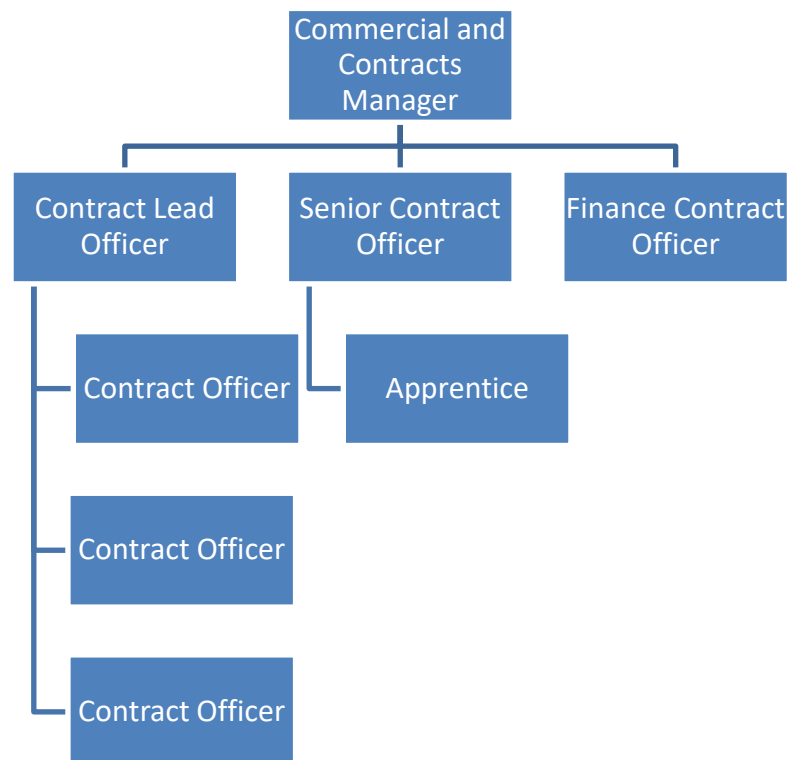 Commercial and
Contracts
Manager
Contract Lead
Officer
Senior Contract
Officer
Finance Contract
Officer
Contract Officer
Apprentice
Contract Officer
Contract Officer